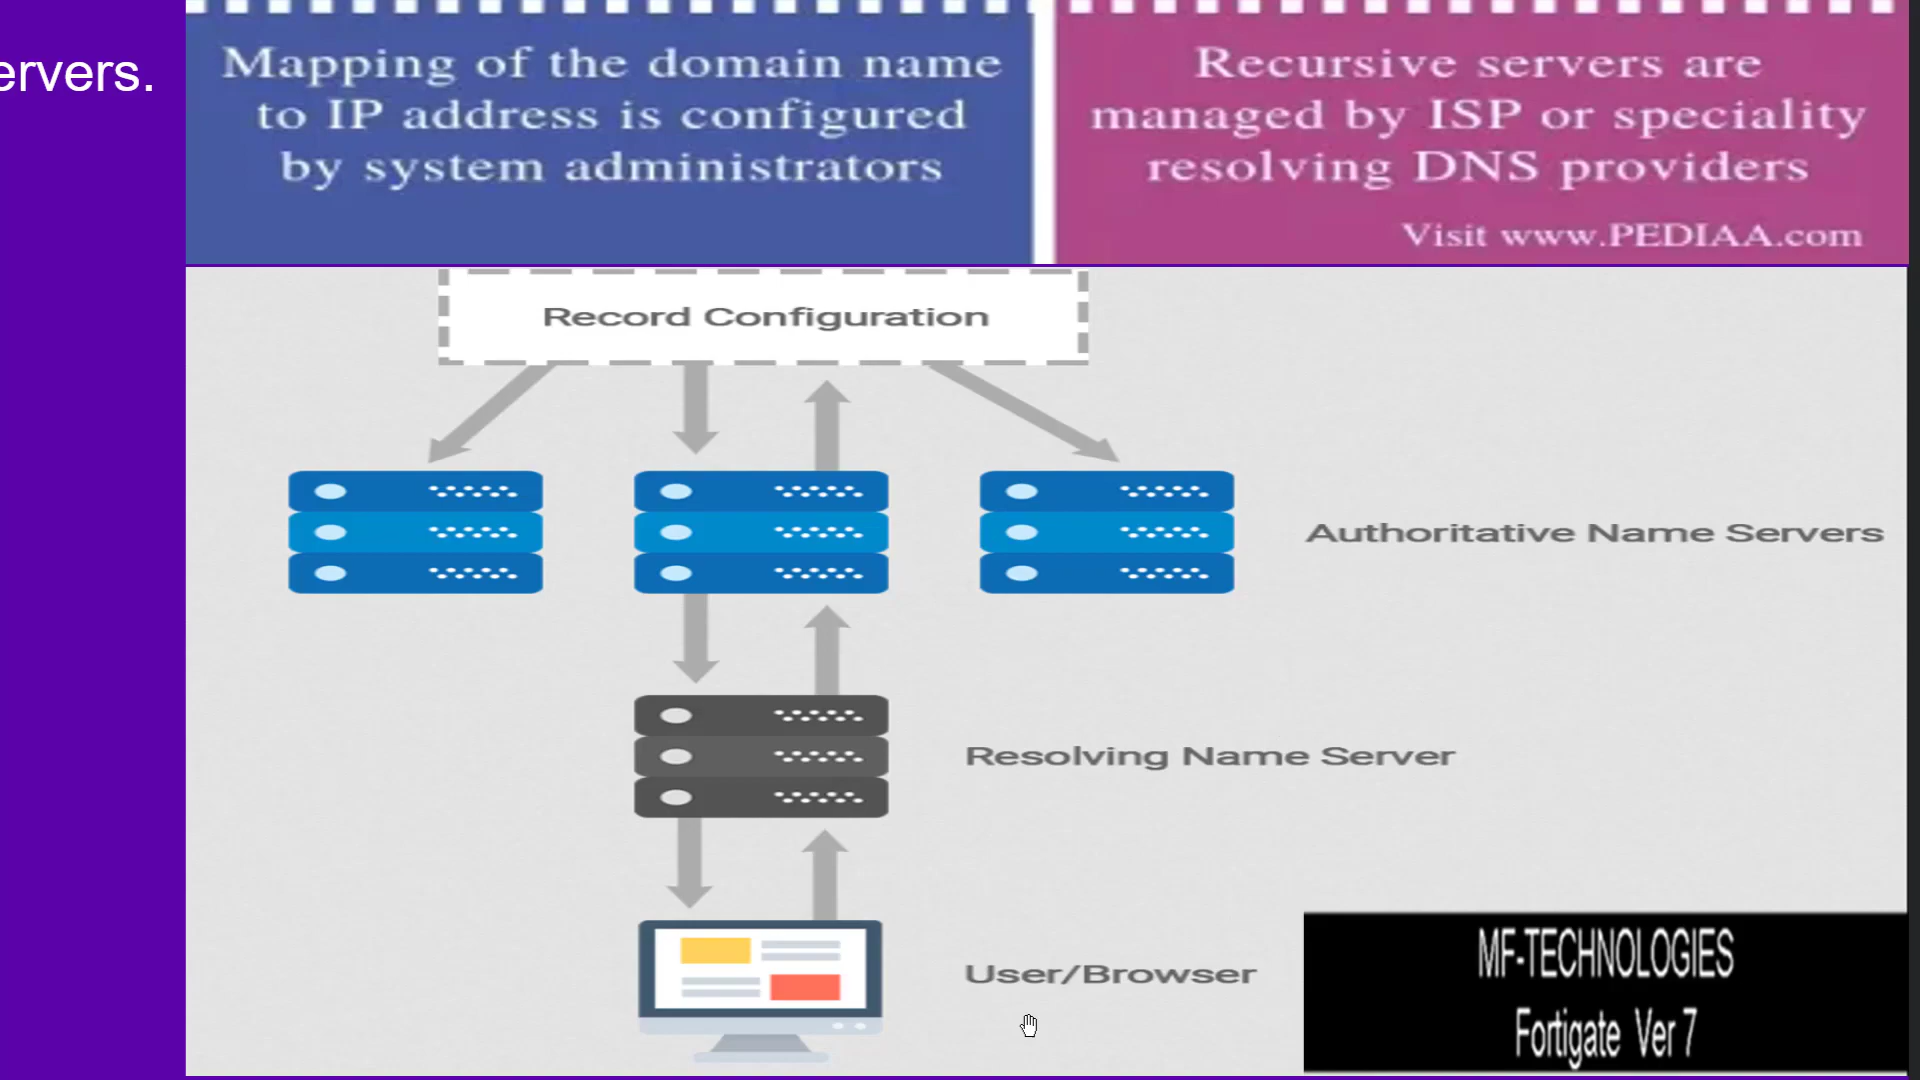 ervers.
Mapping of the domain name
to IP address is configured
by system administrators
Recursive servers are
managed by ISP or speciality
resolving DNS providers
Visit www.PEDIAA.com
Record Configuration
Authoritative Name Servers
Resolving Name Server
User/Browser
MF-TECHNOLOGIES
Fortigate Ver 7